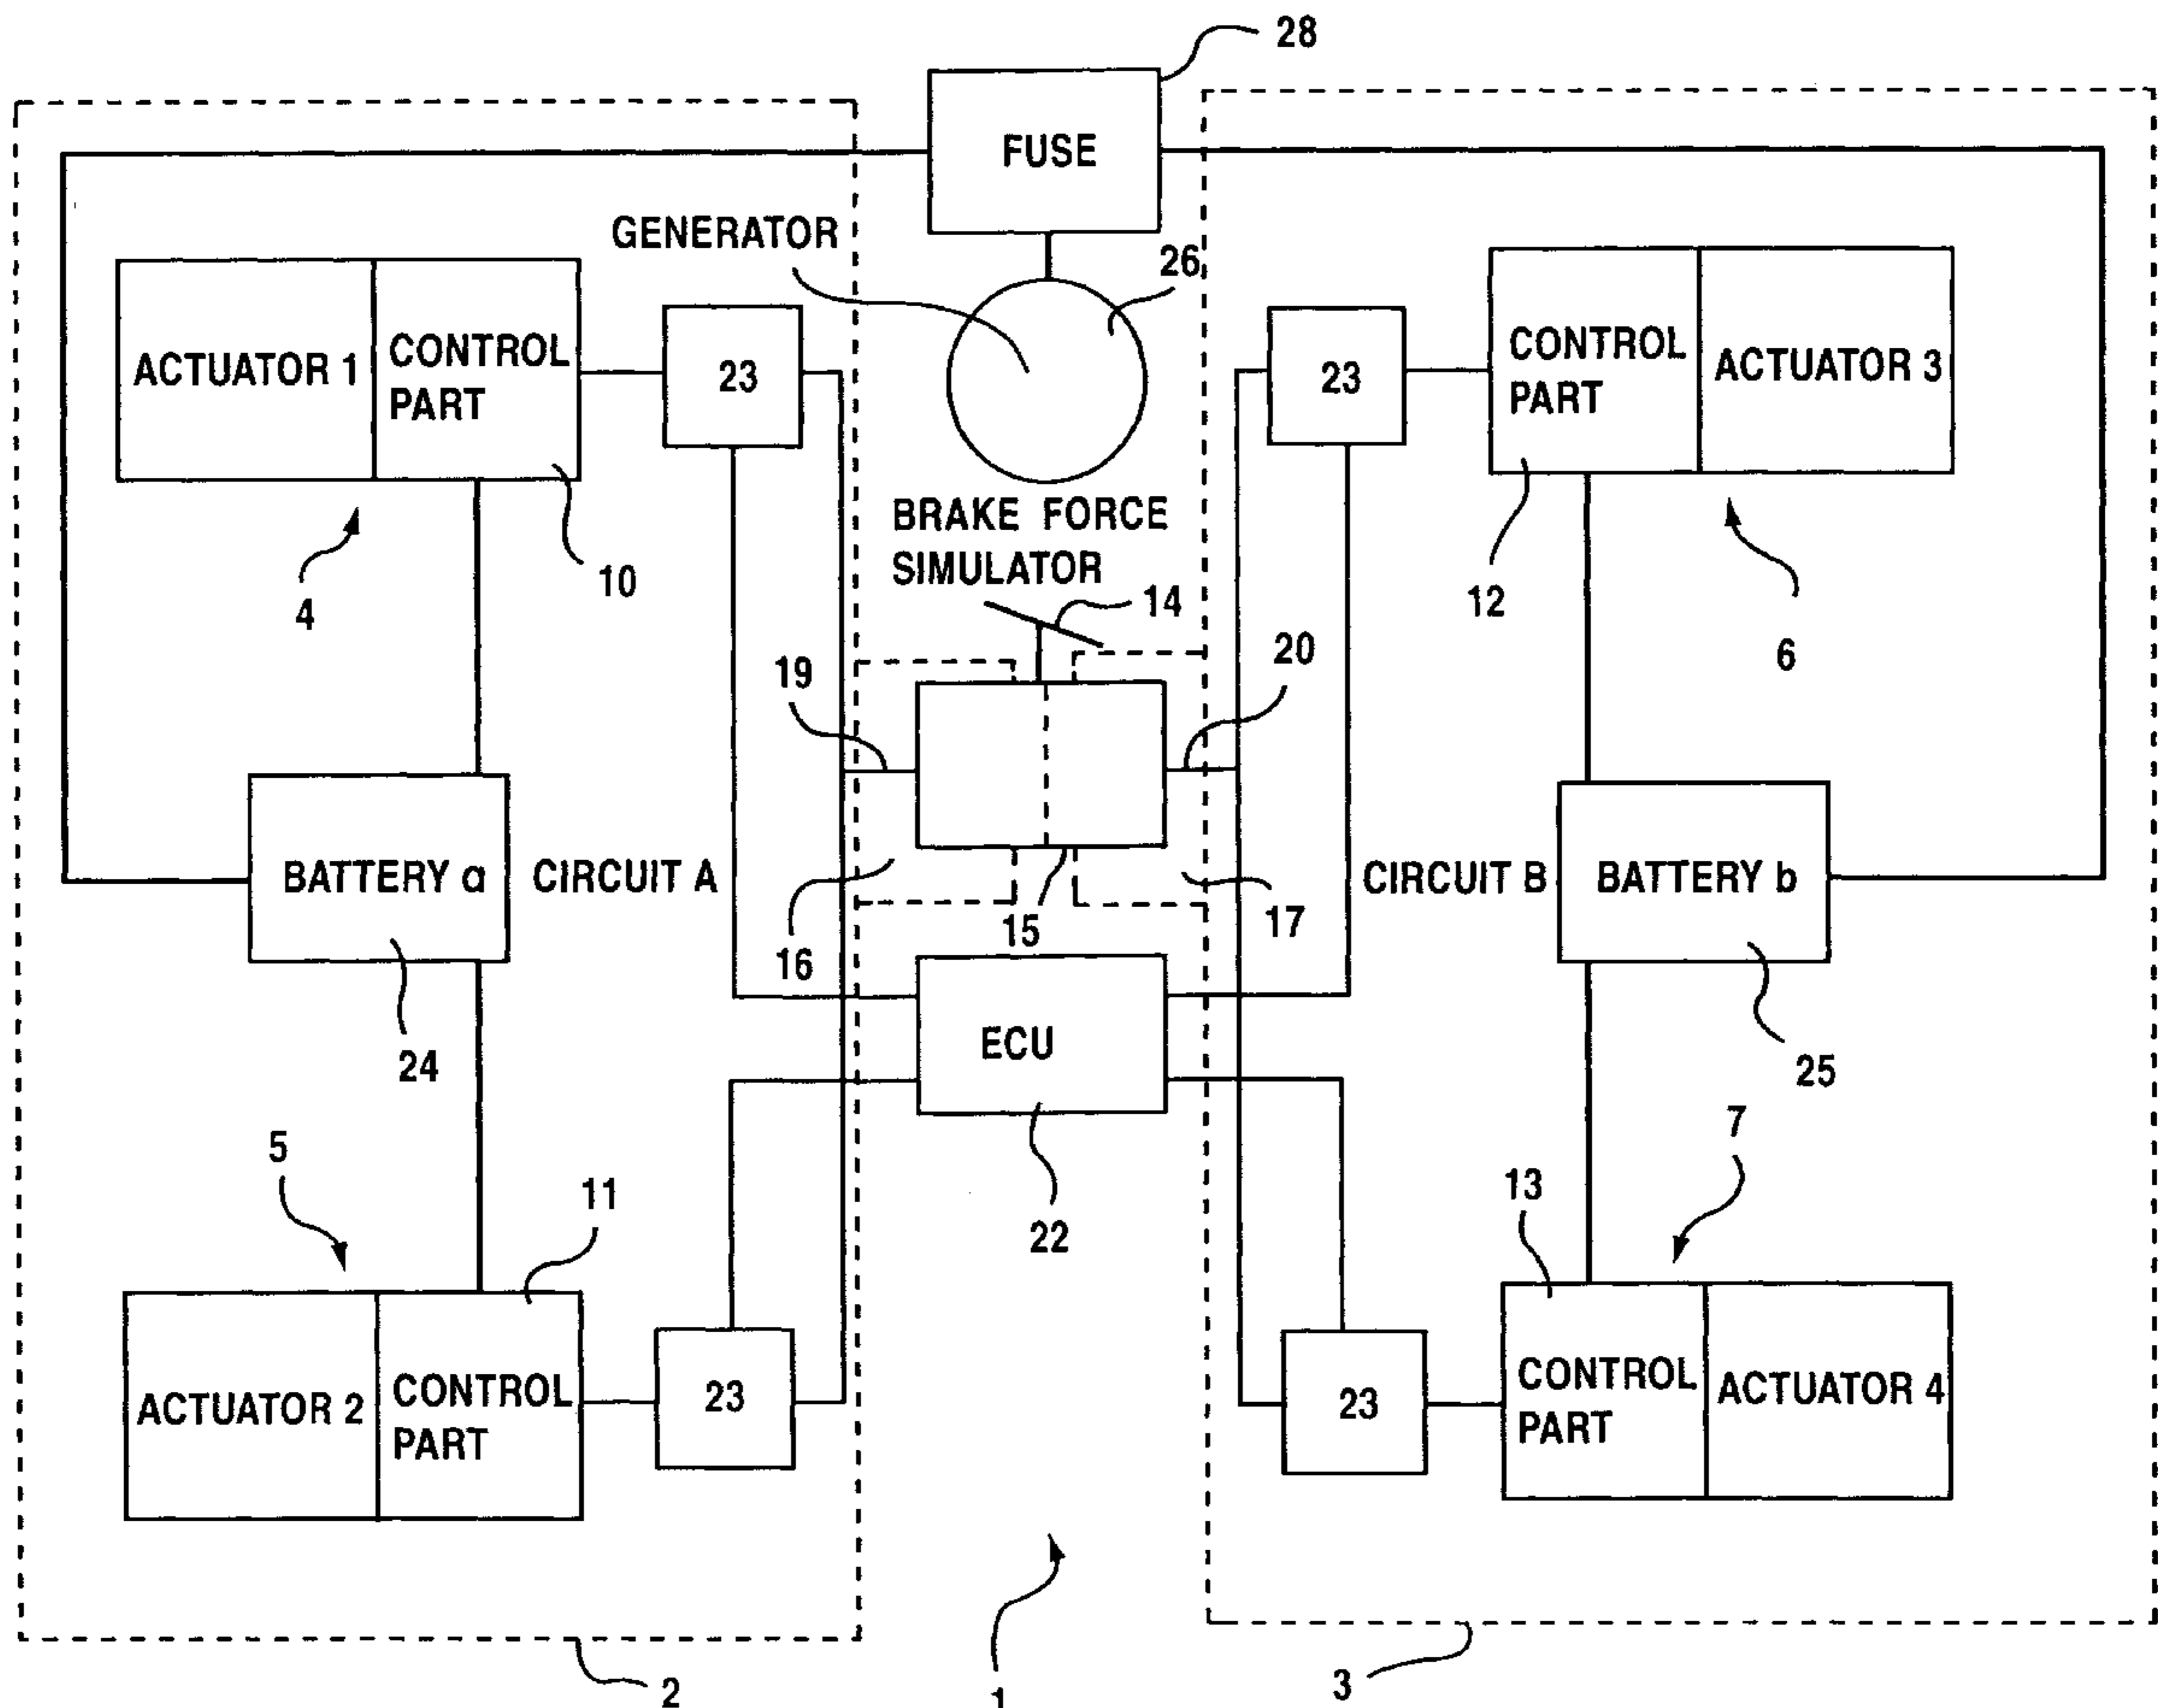 28
FUSE
GENERATOR
26
ACTUATOR 1
CONTROL
PART
23
23
CONTROL
PART
ACTUATOR 3
BRAKE FORCE
SIMULATOR
4
10
14
12
6
19
20
BATTERY a
CIRCUIT A
CIRCUIT B
BATTERY b
16
15
17
24
ECU
25
5
11
22
13
7
ACTUATOR 2
CONTROL
PART
23
23
CONTROL
PART
ACTUATOR 4
2
1
3